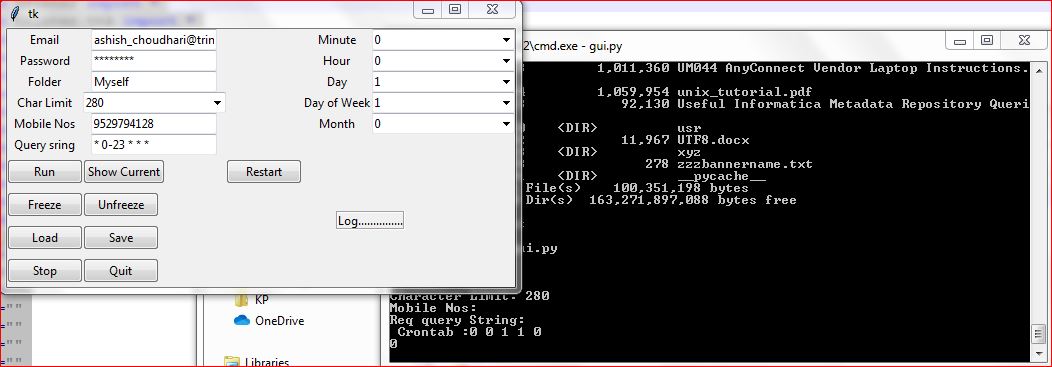 tk
Email ashish_choudhari@trin Minute 0
Password ******** Hour 0
Folder Myself Day 1
Char Limit 280 Day of Week 1
Mobile Nos 9529794128 Month 0
Query sring * 0-23 * * *
Run Show Current Restart
Freeze Unfreeze
Log...............
Load Save
Stop Quit
2\cmd.exe - gui.py
1,011,360 UM044 AnyConnect Vendor Laptop Instructions.
1,059,954 unix_tutorial.pdf
92,130 Useful Informatica Metadata Repository Queri
<DIR> usr
11,967 UTF8.docx
<DIR> xyz
278 zzzbannername.txt
<DIR> __pycache__
File(s) 100,351,198 bytes
Dir(s) 163,271,897,088 bytes free
i.py
Character Limit: 280
Mobile Nos:
Req query String:
Crontab :0 0 1 1 0
0
KP
OneDrive
Libraries
=""
=""
=""
=""